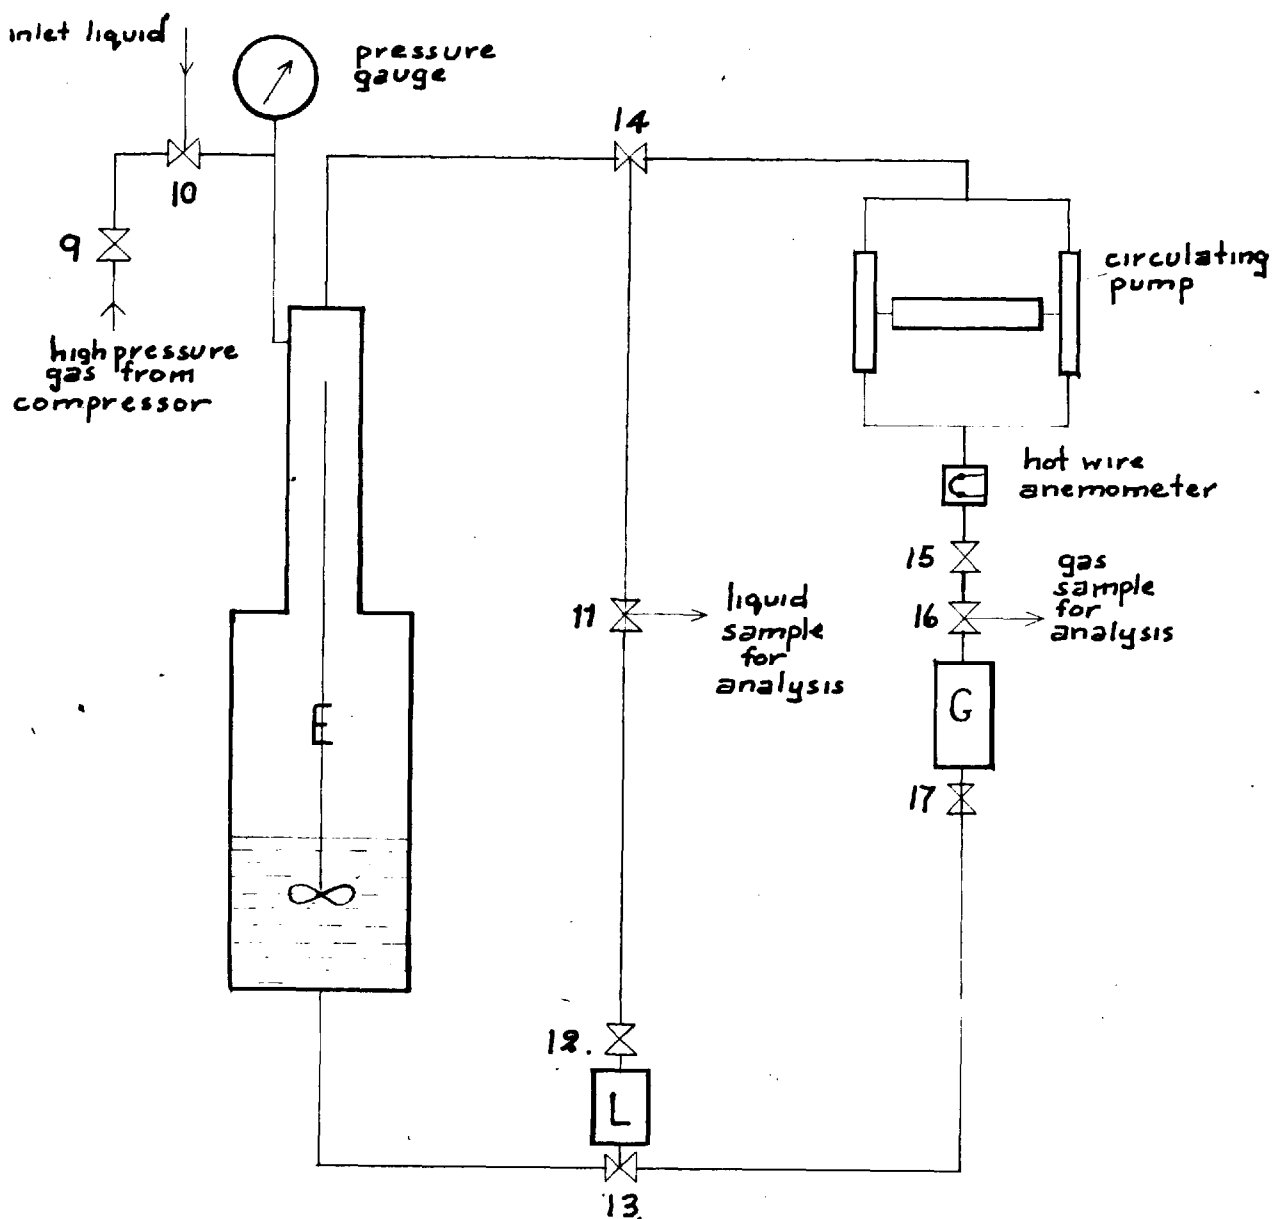 inlet liquid
pressure
gauge
14
10
9
circulating
pump
high pressure
gas from
compressor
hot wire
anemometer
15
gas
sample
for
analysis
16
11
liquid
sample
for
analysis
G
E
17
12.
L
13.